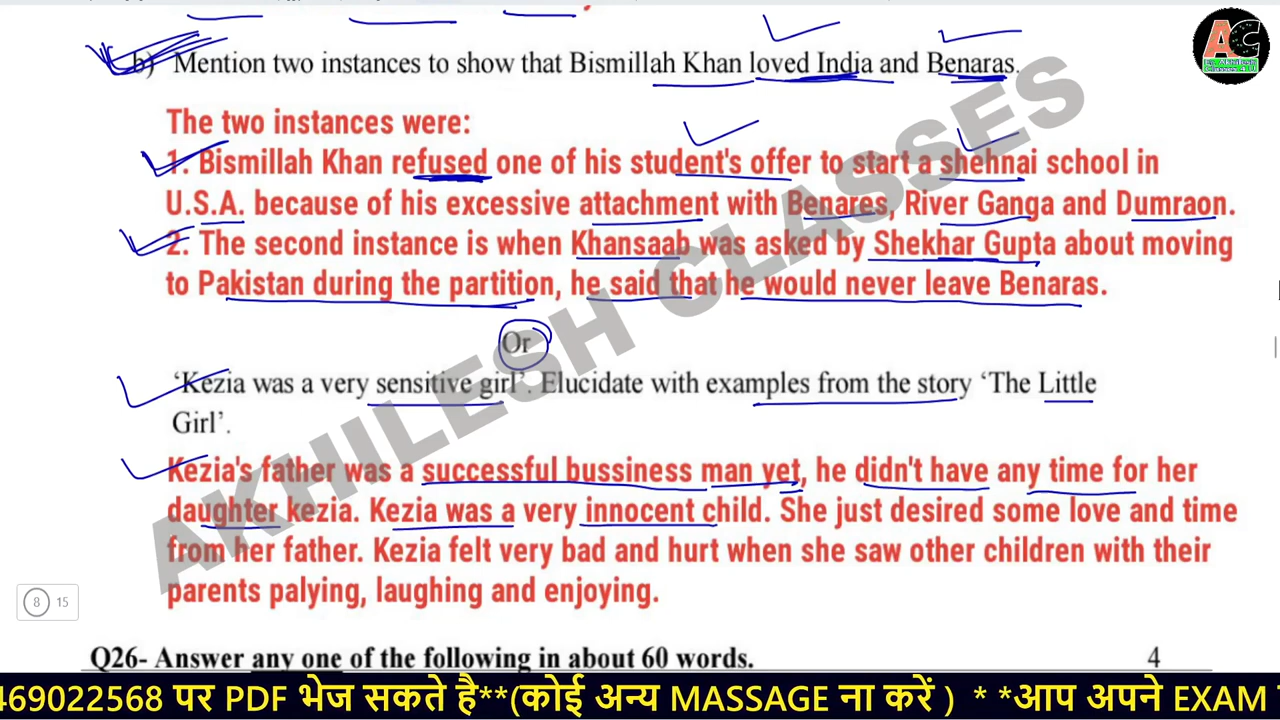 b) Mention two instances to show that Bismillah Khan loved India and Benaras.
The two instances were:
1. Bismillah Khan refused one of his student's offer to start a shehnai school in
U.S.A. because of his excessive attachment with Benares, River Ganga and Dumraon.
2. The second instance is when Khansaab was asked by Shekhar Gupta about moving
to Pakistan during the partition, he said that he would never leave Benaras.
Or
‘Kezia was a very sensitive girl’. Elucidate with examples from the story ‘The Little
Girl’.
Kezia's father was a successful bussiness man yet, he didn't have any time for her
daughter kezia. Kezia was a very innocent child. She just desired some love and time
from her father. Kezia felt very bad and hurt when she saw other children with their
parents palying, laughing and enjoying.
AKHILESH CLASSES
8 15
Q26- Answer any one of the following in about 60 words. 4
469022568 पर PDF भेज सकते है**(कोई अन्य MASSAGE ना करें ) * *आप अपने EXAM
AC